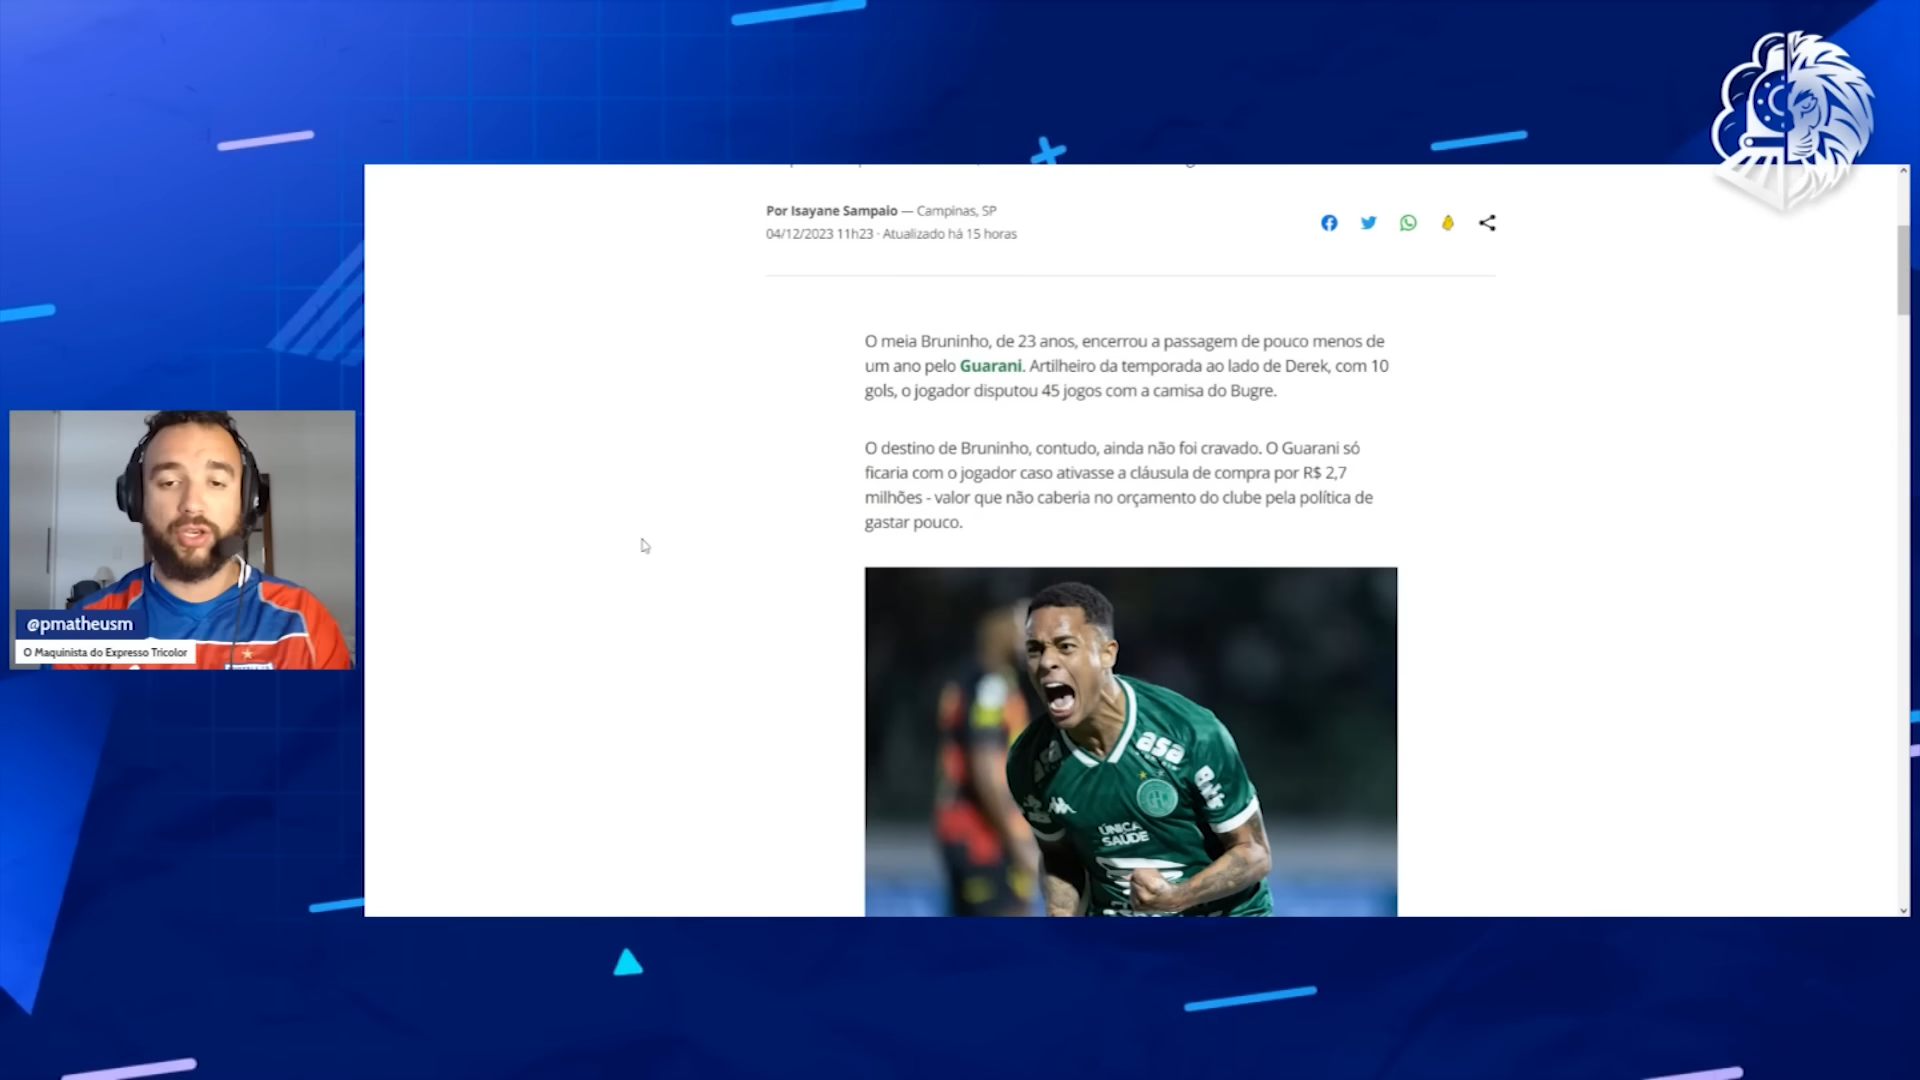 Por Isayane Sampaio — Campinas, SP
04/12/2023 11h23 · Atualizado há 15 horas
O meia Bruninho, de 23 anos, encerrou a passagem de pouco menos de
um ano pelo Guarani. Artilheiro da temporada ao lado de Derek, com 10
gols, o jogador disputou 45 jogos com a camisa do Bugre.
O destino de Bruninho, contudo, ainda não foi cravado. O Guarani só
ficaria com o jogador caso ativasse a cláusula de compra por R$ 2,7
milhões - valor que não caberia no orçamento do clube pela política de
gastar pouco.
@pmatheusm
O Maquinista do Expresso Tricolor
asa
ÚNICA
SAÚDE